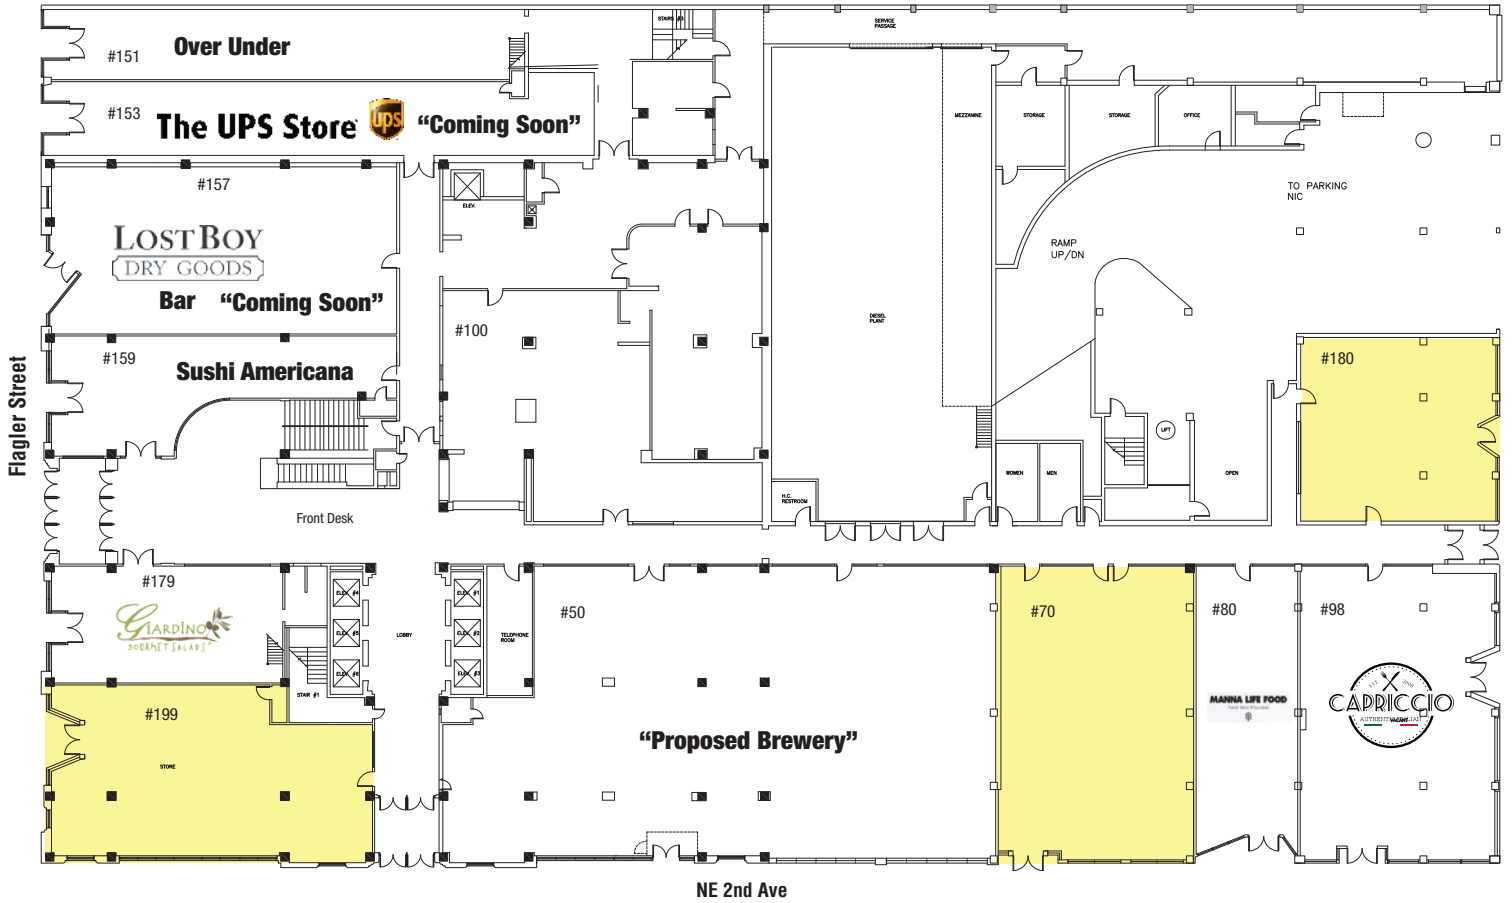 SERVICE
PASSAGE
STAIRS #3
#151
Over Under
#153
The UPS Store
ups
“Coming Soon”
MEZZANINE
STORAGE
STORAGE
OFFICE
#157
LOST BOY
DRY GOODS
Bar “Coming Soon”
ELEV.
TO PARKING
NIC
RAMP
UP/DN
#159
Sushi Americana
#100
DIESEL
PLANT
#180
Flagler Street
LIFT
WOMEN
MEN
OPEN
H.C.
RESTROOM
Front Desk
#179
GIARDINO
GOURMET SALADS
ELEV. #4
ELEV. #5
ELEV. #6
LOBBY
ELEV. #1
ELEV. #2
ELEV. #3
TELEPHONE
ROOM
STAIR #1
#50
“Proposed Brewery”
#70
#80
MANNA LIFE FOOD
#98
EST 2006
CAPRICCIO
VACANT
#199
STORE
NE 2nd Ave